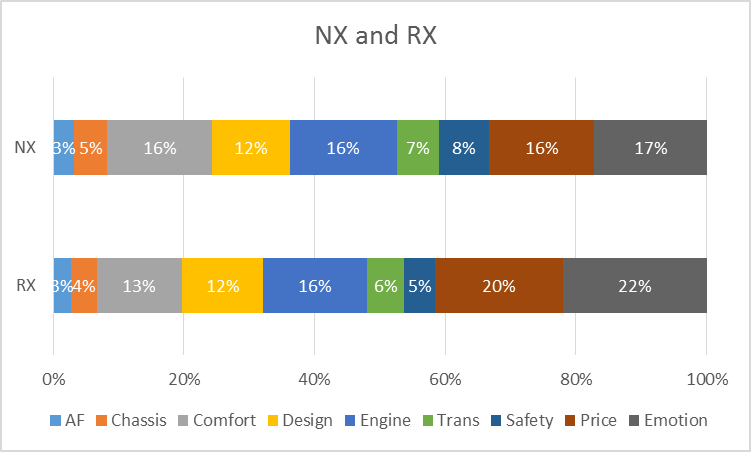 NX and RX
NX 3% 5% 16% 12% 16% 7% 8% 16% 17%
RX 3% 4% 13% 12% 16% 6% 5% 20% 22%
0% 20% 40% 60% 80% 100%
AF Chassis Comfort Design Engine Trans Safety Price Emotion